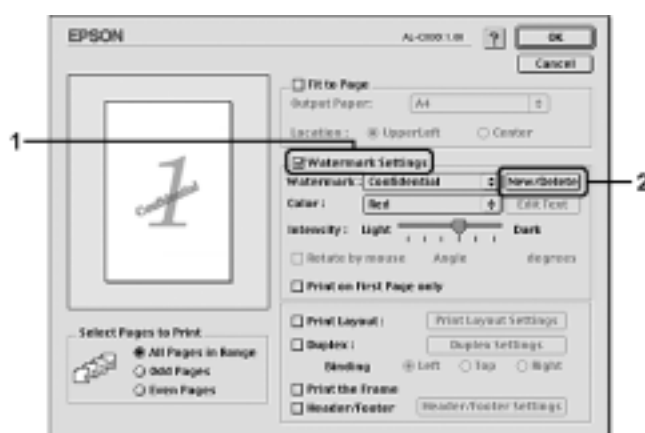 EPSON
? OK
Cancel
Fit to Page
Output Paper: A4
Location: UpperLeft Center
1
Watermark Settings
Watermark: Confidential New/Delete
2
Color: Red Edit Text
Intensity: Light Dark
Rotate by mouse Angle degrees
Print on First Page only
1
Confidential
Print Layout: Print Layout Settings
Duplex: Duplex Settings
Binding Left Top Right
Print the Frame
Header/Footer Header/Footer Settings
Select Pages to Print
All Pages in Range
Odd Pages
Even Pages